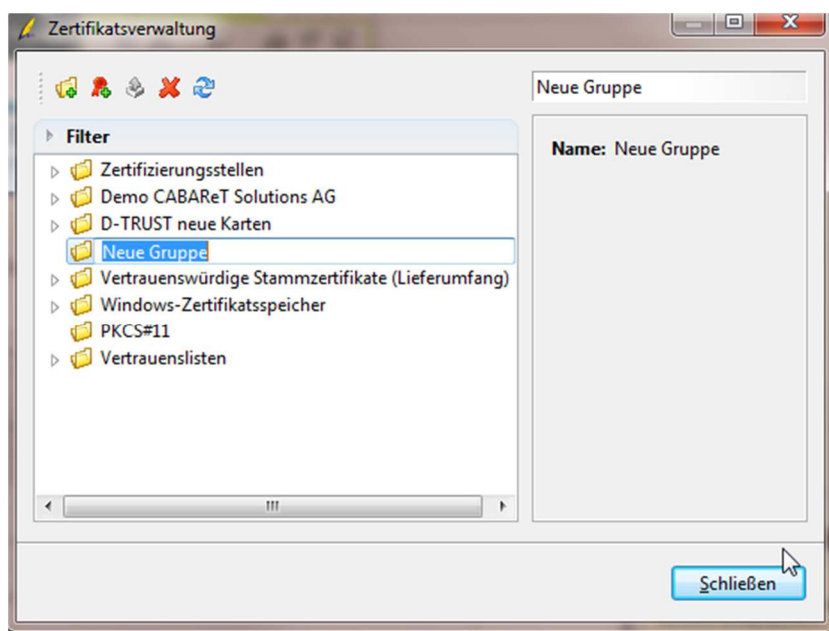 Zertifikatsverwaltung
Neue Gruppe
Filter
Name: Neue Gruppe
Zertifizierungsstellen
Demo CABAReT Solutions AG
D-TRUST neue Karten
Neue Gruppe
Vertrauenswürdige Stammzertifikate (Lieferumfang)
Windows-Zertifikatsspeicher
PKCS#11
Vertrauenslisten
Schließen